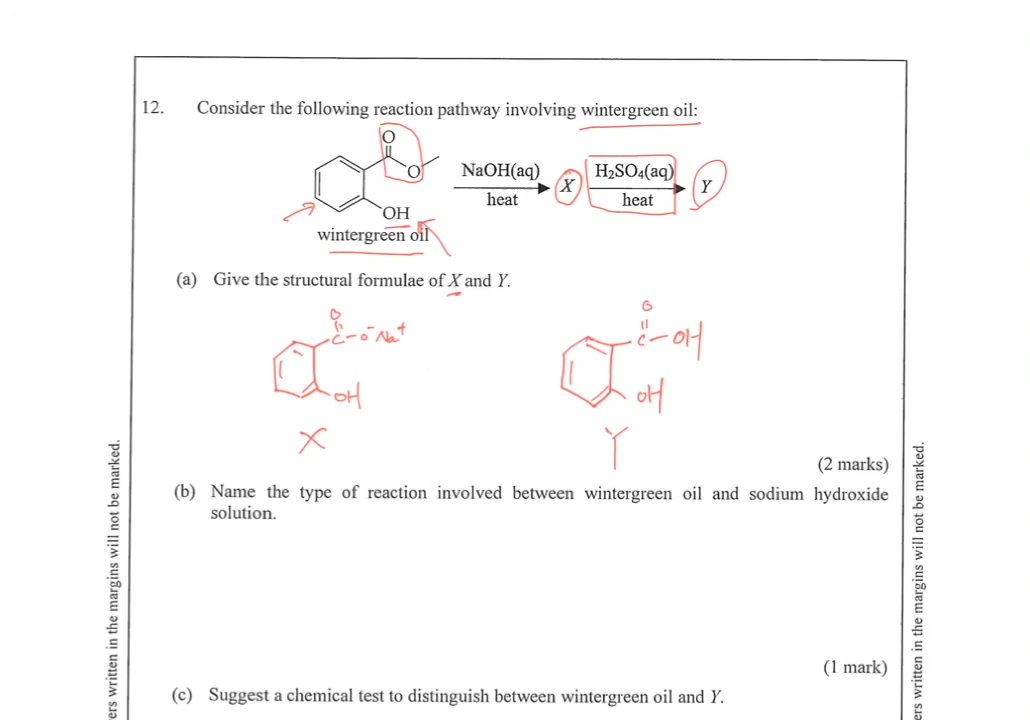 12. Consider the following reaction pathway involving wintergreen oil:
O
O
OH
wintergreen oil
NaOH(aq)
heat
X
H₂SO₄(aq)
heat
Y
(a) Give the structural formulae of X and Y.
O
C-O⁻Na⁺
OH
X
O
C-OH
OH
Y
(2 marks)
(b) Name the type of reaction involved between wintergreen oil and sodium hydroxide
solution.
(1 mark)
(c) Suggest a chemical test to distinguish between wintergreen oil and Y.
ers written in the margins will not be marked.
ers written in the margins will not be marked.